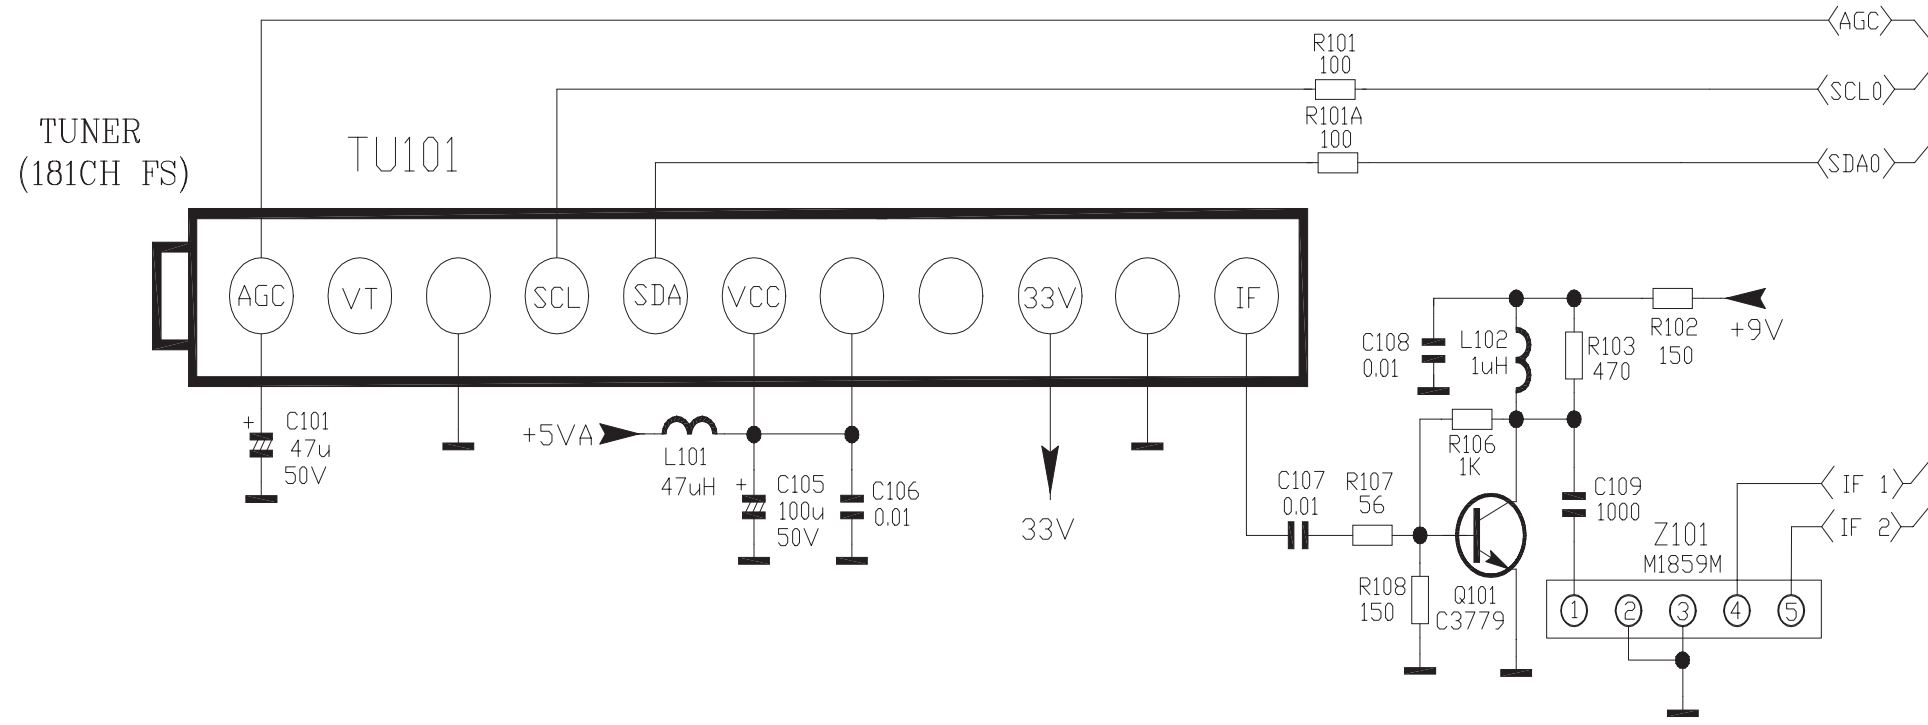 AGC
R101
100
SCL0
R101A
100
SDA0
TUNER
(181CH FS)
TU101
AGC
VT
SCL
SDA
VCC
33V
IF
+9V
R102
150
R103
470
L102
1uH
C108
0.01
+
C101
47u
50V
+5VA
L101
47uH
+
C105
100u
50V
C106
0.01
33V
R106
1K
C107
0.01
R107
56
C109
1000
IF 1
IF 2
Z101
M1859M
R108
150
Q101
C3779
1
2
3
4
5